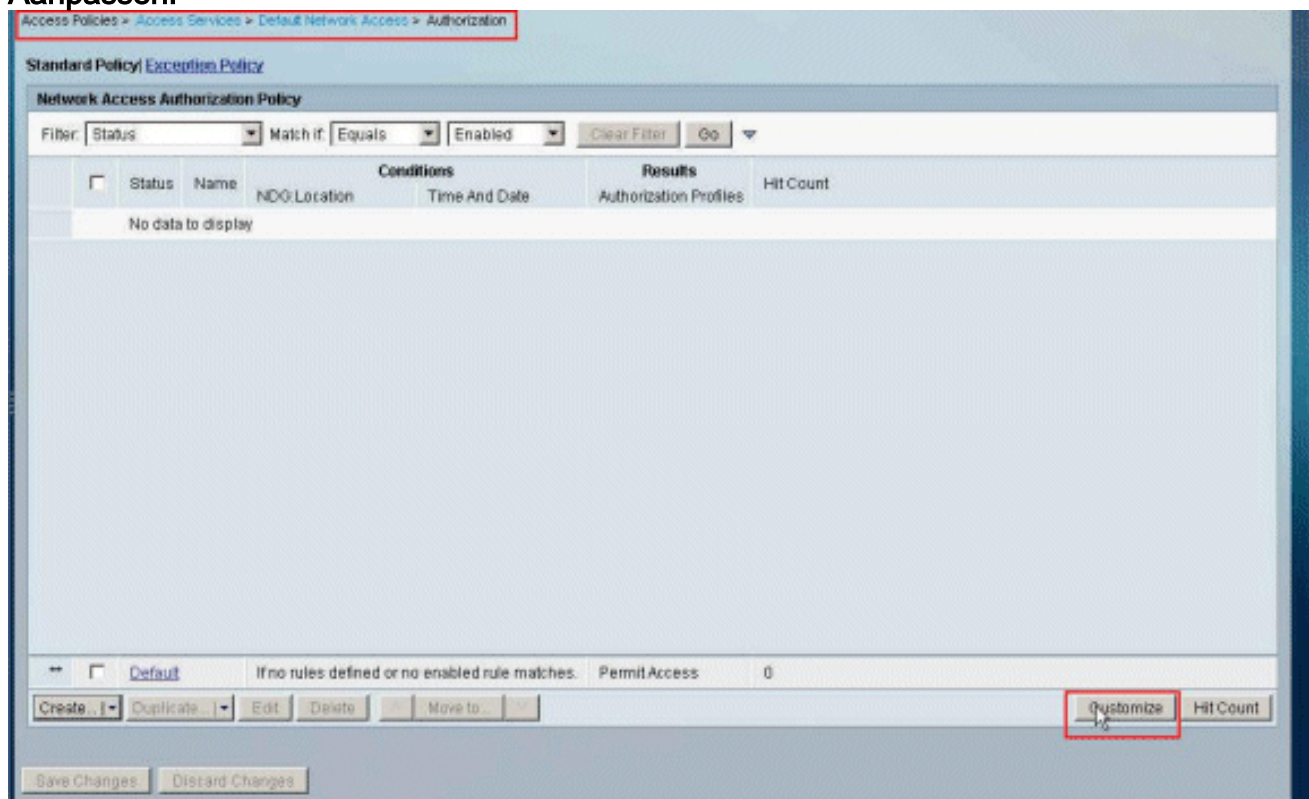 Aanpassen.
Access Policies > Access Services > Default Network Access > Authorization
Standard Policy| Exception Policy
Network Access Authorization Policy
Filter: Status Match if: Equals Enabled Clear Filter Go
Status Name Conditions Results Hit Count
NDG:Location Time And Date Authorization Profiles
No data to display
** Default If no rules defined or no enabled rule matches. Permit Access 0
Create... | Duplicate... | Edit Delete Move to... Customize Hit Count
Save Changes Discard Changes